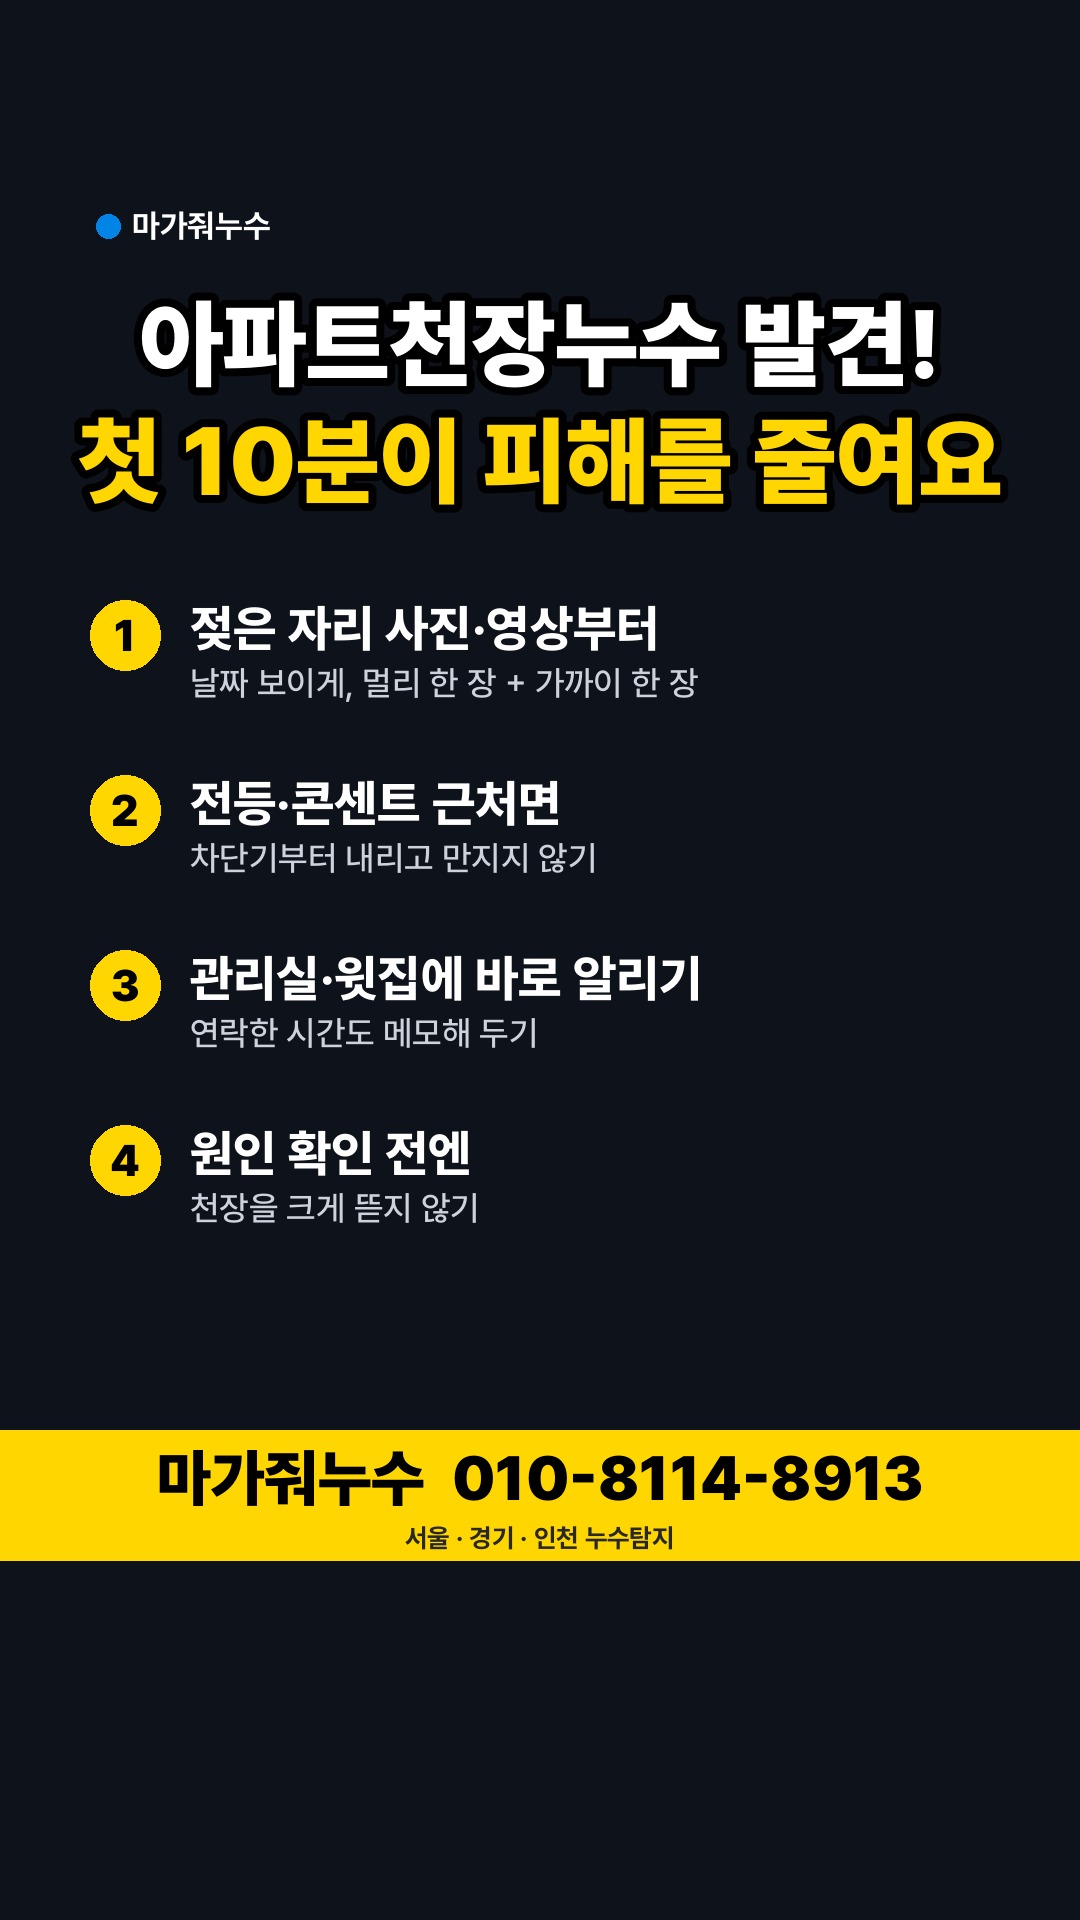 마가줘누수
아파트천장누수 발견!
첫 10분이 피해를 줄여요
1 젖은 자리 사진·영상부터
날짜 보이게, 멀리 한 장 + 가까이 한 장
2 전등·콘센트 근처면
차단기부터 내리고 만지지 않기
3 관리실·윗집에 바로 알리기
연락한 시간도 메모해 두기
4 원인 확인 전엔
천장을 크게 뜯지 않기
마가줘누수 010-8114-8913
서울 · 경기 · 인천 누수탐지